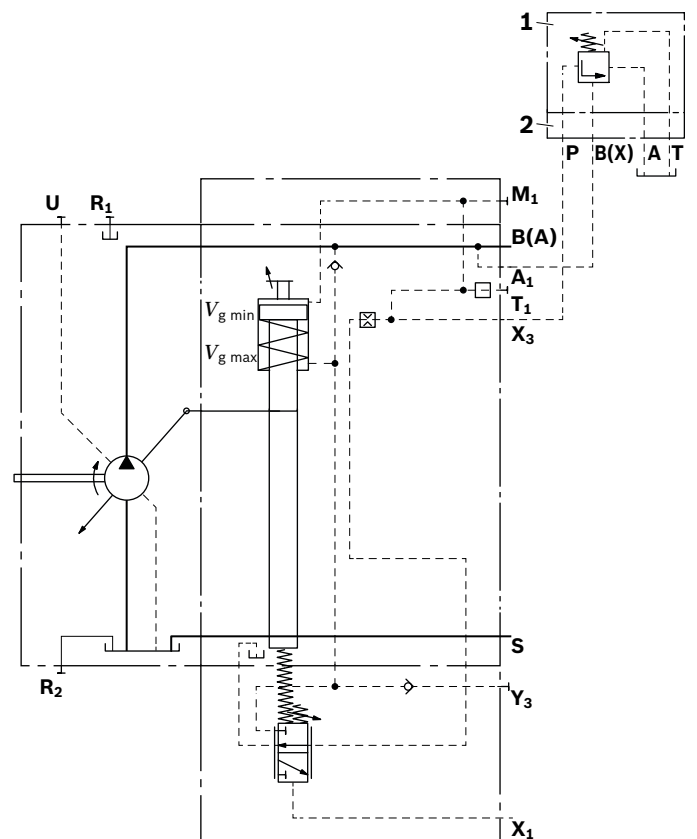 1
2
P B(X) A T
U R₁ M₁
B(A)
A₁
T₁
X₃
V g min
V g max
S
R₂ Y₃
X₁